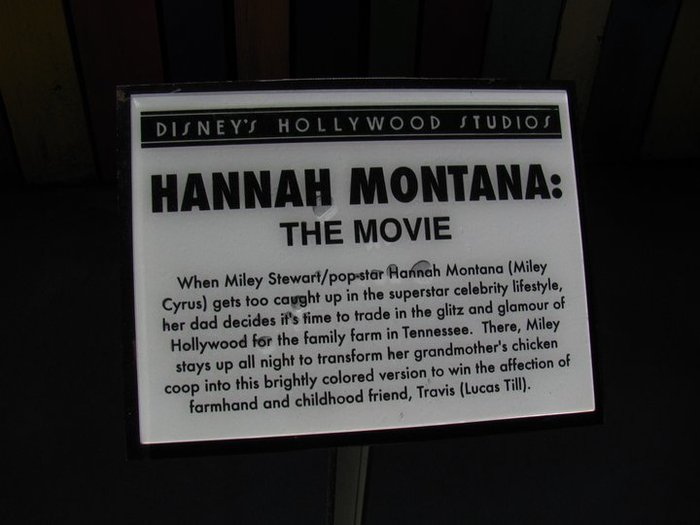 DISNEY'S HOLLYWOOD STUDIOS
HANNAH MONTANA:
THE MOVIE
When Miley Stewart/pop-star Hannah Montana (Miley
Cyrus) gets too caught up in the superstar celebrity lifestyle,
her dad decides it's time to trade in the glitz and glamour of
Hollywood for the family farm in Tennessee. There, Miley
stays up all night to transform her grandmother's chicken
coop into this brightly colored version to win the affection of
farmhand and childhood friend, Travis (Lucas Till).